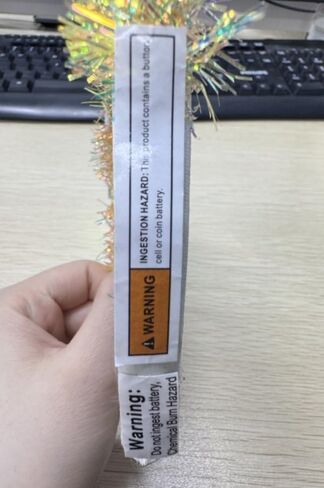 ⚠ WARNING
INGESTION HAZARD: This product contains a button
cell or coin battery.
Warning:
Do not ingest battery,
Chemical Burn Hazard